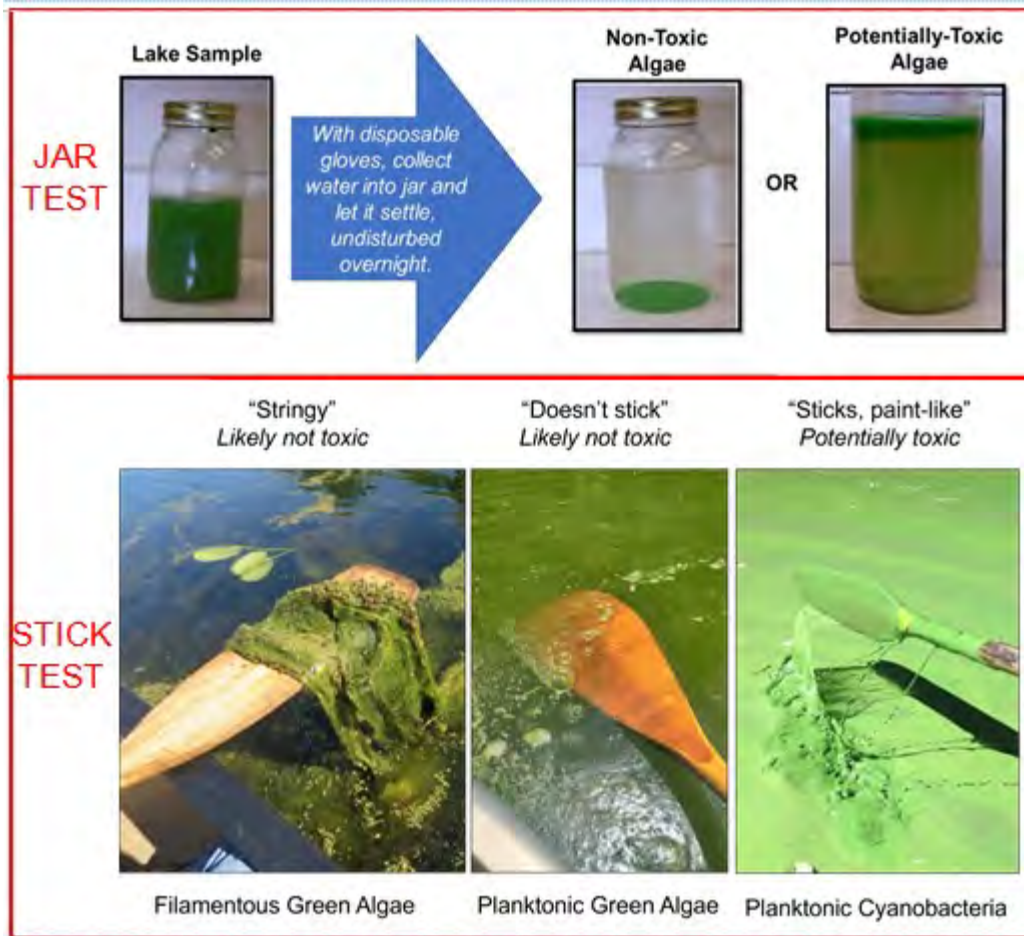 JAR
TEST
Lake Sample
With disposable
gloves, collect
water into jar and
let it settle,
undisturbed
overnight.
Non-Toxic
Algae
OR
Potentially-Toxic
Algae
STICK
TEST
“Stringy”
Likely not toxic
“Doesn’t stick”
Likely not toxic
“Sticks, paint-like”
Potentially toxic
Filamentous Green Algae
Planktonic Green Algae
Planktonic Cyanobacteria